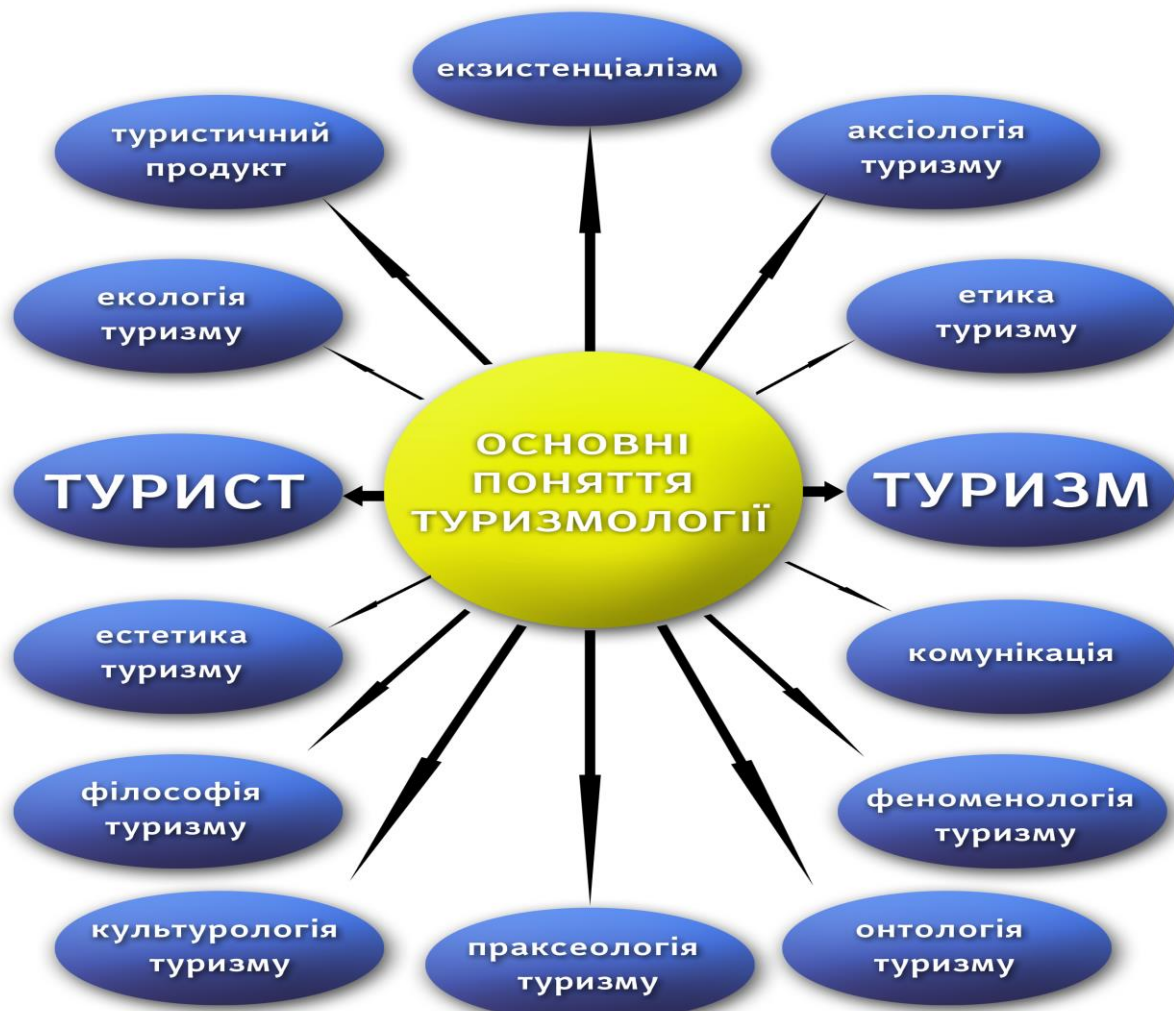 екзистенціалізм
туристичний
продукт
аксіологія
туризму
екологія
туризму
етика
туризму
ОСНОВНІ
ПОНЯТТЯ
ТУРИЗМОЛОГІЇ
ТУРИСТ
ТУРИЗМ
естетика
туризму
комунікація
філософія
туризму
феноменологія
туризму
культурологія
туризму
праксеологія
туризму
онтологія
туризму